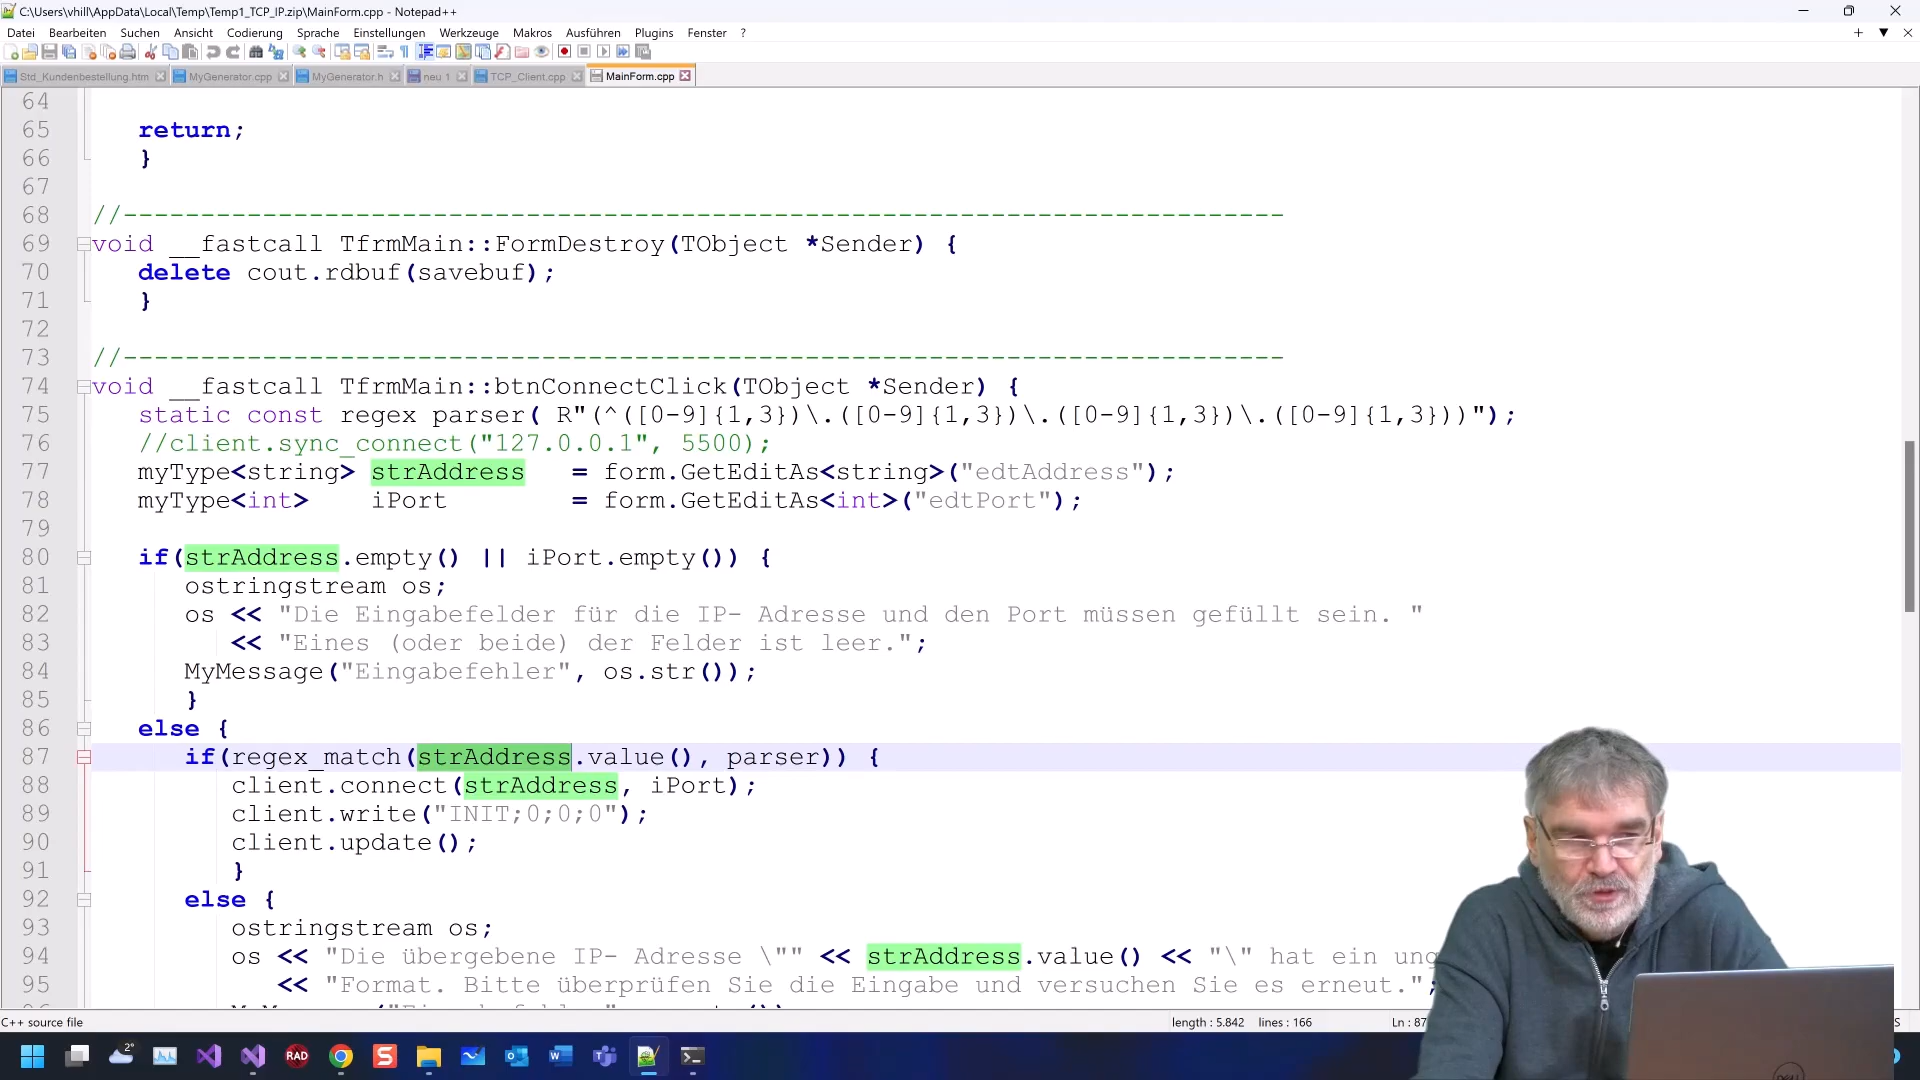 C:\Users\vhill\AppData\Local\Temp\Temp1_TCP_IP.zip\MainForm.cpp - Notepad++
Datei Bearbeiten Suchen Ansicht Codierung Sprache Einstellungen Werkzeuge Makros Ausführen Plugins Fenster ?
Std_Kundenbestellung.htm MyGenerator.cpp MyGenerator.h neu 1 TCP_Client.cpp MainForm.cpp
64
65 return;
66 }
67
68 //---------------------------------------------------------------------------
69 void __fastcall TfrmMain::FormDestroy(TObject *Sender) {
70 delete cout.rdbuf(savebuf);
71 }
72
73 //---------------------------------------------------------------------------
74 void __fastcall TfrmMain::btnConnectClick(TObject *Sender) {
75 static const regex parser( R"(^([0-9]{1,3})\.([0-9]{1,3})\.([0-9]{1,3})\.([0-9]{1,3}))");
76 //client.sync_connect("127.0.0.1", 5500);
77 myType<string> strAddress = form.GetEditAs<string>("edtAddress");
78 myType<int> iPort = form.GetEditAs<int>("edtPort");
79
80 if(strAddress.empty() || iPort.empty()) {
81 ostringstream os;
82 os << "Die Eingabefelder für die IP- Adresse und den Port müssen gefüllt sein. "
83 << "Eines (oder beide) der Felder ist leer.";
84 MyMessage("Eingabefehler", os.str());
85 }
86 else {
87 if(regex_match(strAddress.value(), parser)) {
88 client.connect(strAddress, iPort);
89 client.write("INIT;0;0;0");
90 client.update();
91 }
92 else {
93 ostringstream os;
94 os << "Die übergebene IP- Adresse \"" << strAddress.value() << "\" hat ein ung
95 << "Format. Bitte überprüfen Sie die Eingabe und versuchen Sie es erneut.";
C++ source file length : 5.842 lines : 166 Ln : 87
2° RAD